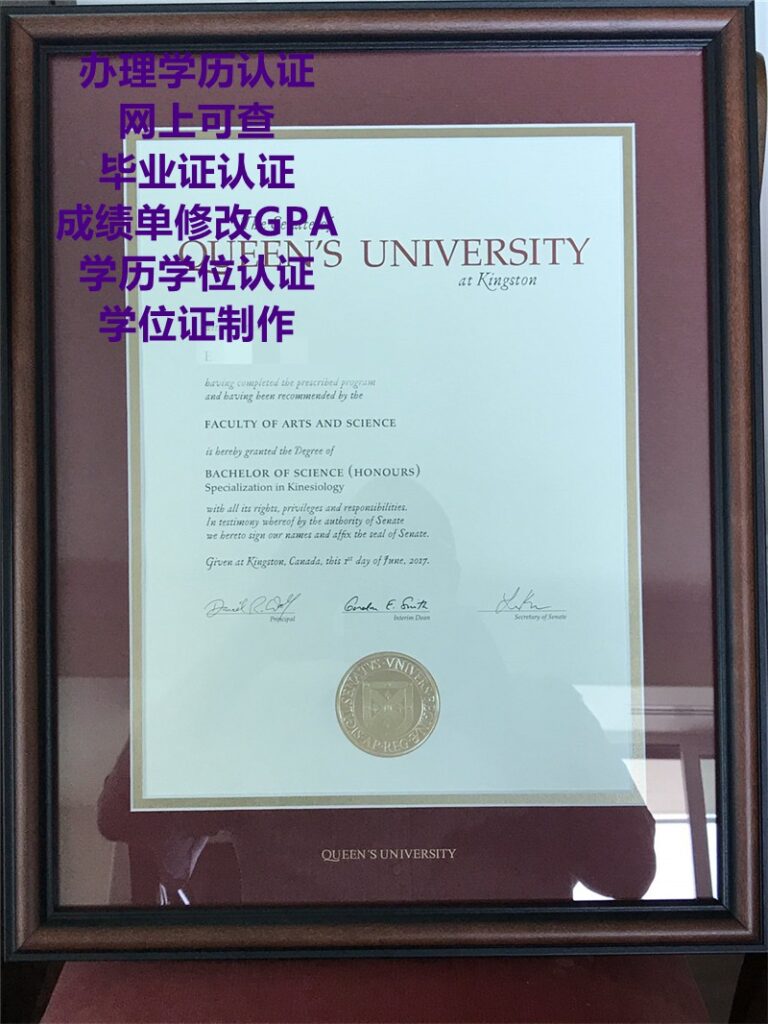 办理学历认证
网上可查
毕业证认证
成绩单修改GPA
The Senate of
学历学位认证
QUEEN'S UNIVERSITY
at Kingston
学位证制作
having completed the prescribed program
and having been recommended by the
FACULTY OF ARTS AND SCIENCE
is hereby granted the Degree of
BACHELOR OF SCIENCE (HONOURS)
Specialization in Kinesiology
with all its rights, privileges and responsibilities.
In testimony whereof by the authority of Senate
we hereto sign our names and affix the seal of Senate.
Given at Kingston, Canada, this 1st day of June, 2017.
Principal
Gordon E. Smith
Interim Dean
Secretary of Senate
QUEEN'S UNIVERSITY